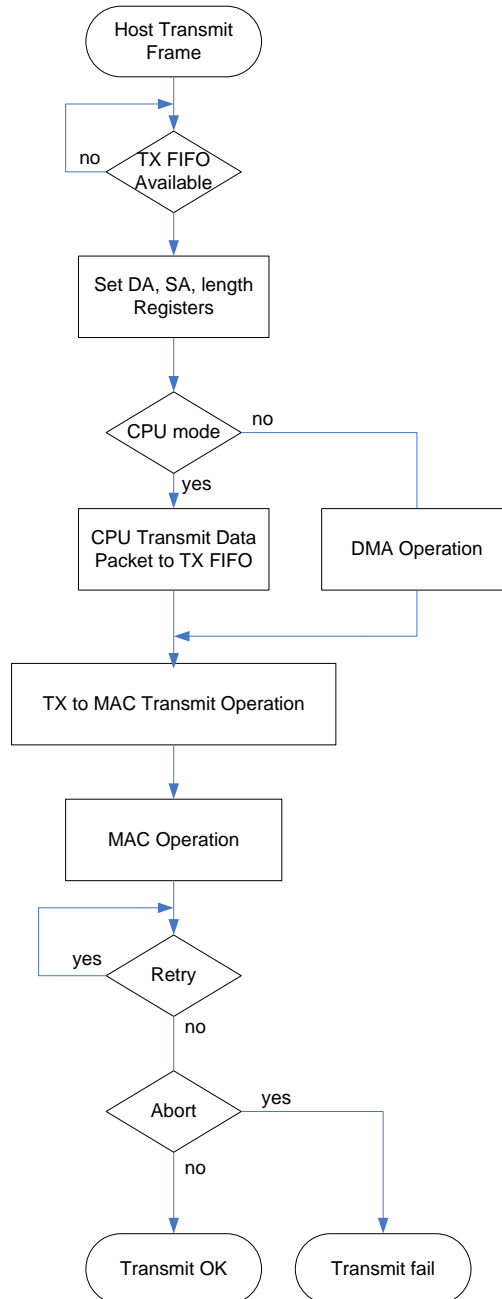 Host Transmit
Frame
no
TX FIFO
Available
Set DA, SA, length
Registers
CPU mode
no
yes
CPU Transmit Data
Packet to TX FIFO
DMA Operation
TX to MAC Transmit Operation
MAC Operation
yes
Retry
no
Abort
yes
no
Transmit OK
Transmit fail